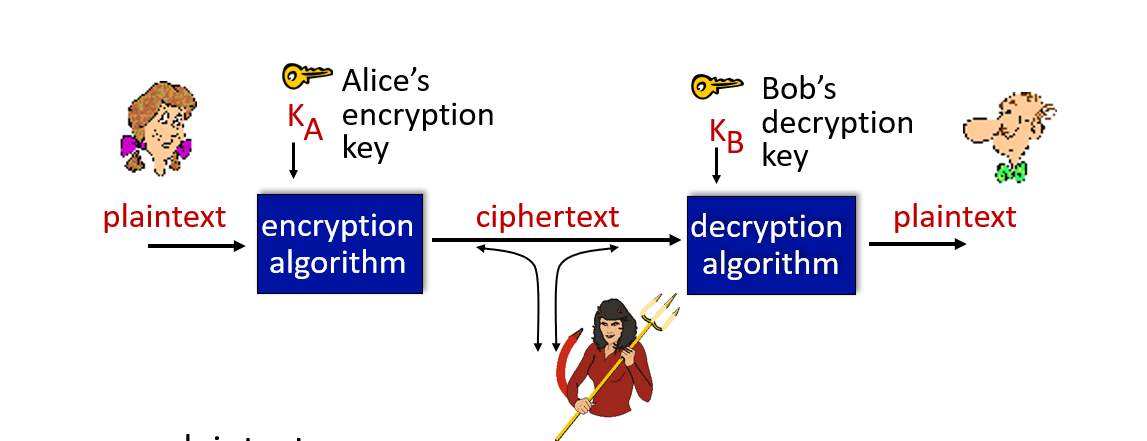 Alice's
encryption
key
K
A
Bob's
decryption
key
K
B
plaintext
encryption
algorithm
ciphertext
decryption
algorithm
plaintext